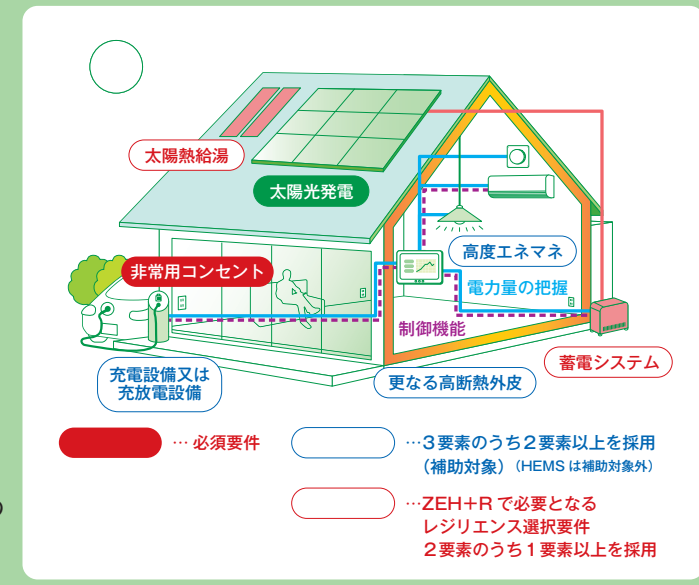 太陽熱給湯
太陽光発電
非常用コンセント
高度エネマネ
電力量の把握
制御機能
蓄電システム
充電設備又は
充放電設備
更なる高断熱外皮
… 必須要件
…3要素のうち2要素以上を採用
(補助対象)(HEMS は補助対象外)
…ZEH+R で必要となる
レジリエンス選択要件
2要素のうち1要素以上を採用